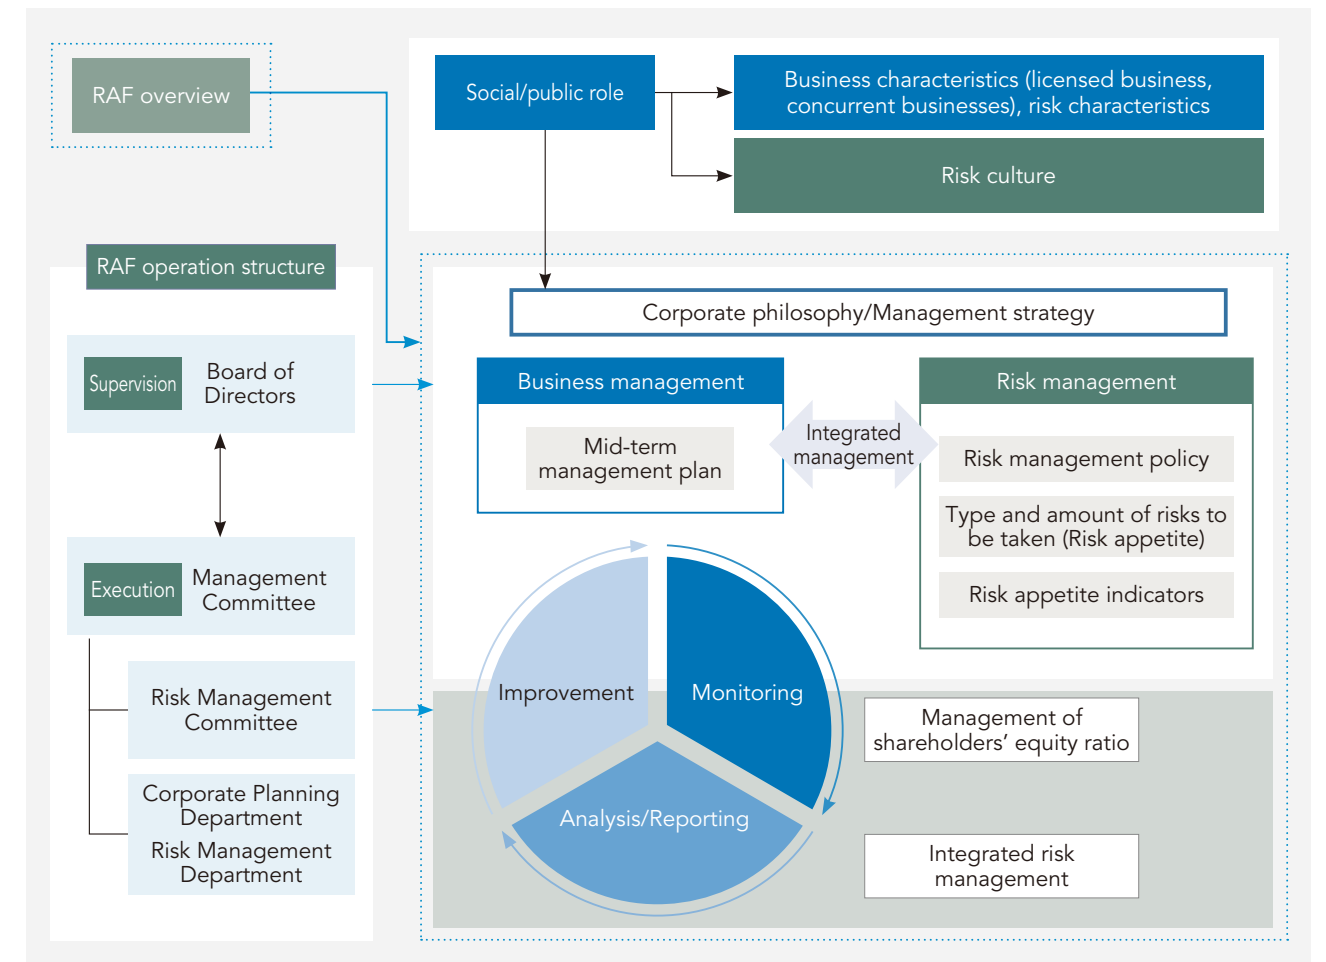 RAF overview
Social/public role
Business characteristics (licensed business,
concurrent businesses), risk characteristics
Risk culture
RAF operation structure
Supervision
Board of
Directors
Execution
Management
Committee
Risk Management
Committee
Corporate Planning
Department
Risk Management
Department
Corporate philosophy/Management strategy
Business management
Mid-term
management plan
Integrated
management
Risk management
Risk management policy
Type and amount of risks to
be taken (Risk appetite)
Risk appetite indicators
Improvement
Monitoring
Analysis/Reporting
Management of
shareholders’ equity ratio
Integrated risk
management